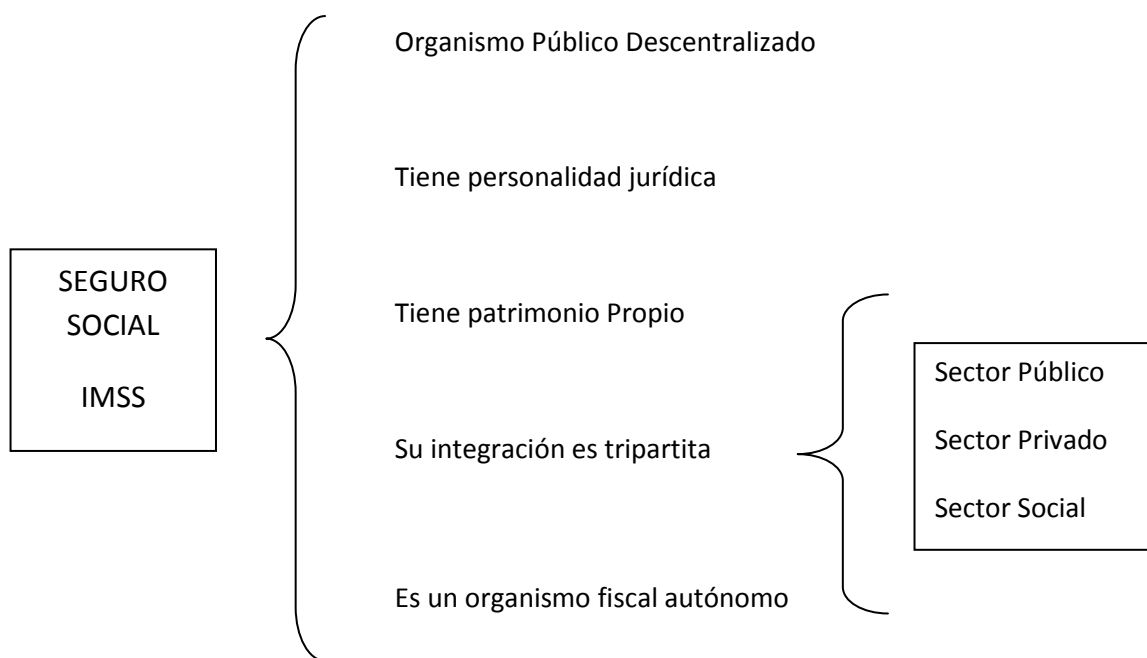 SEGURO
SOCIAL
IMSS
Organismo Público Descentralizado
Tiene personalidad jurídica
Tiene patrimonio Propio
Su integración es tripartita
Es un organismo fiscal autónomo
Sector Público
Sector Privado
Sector Social